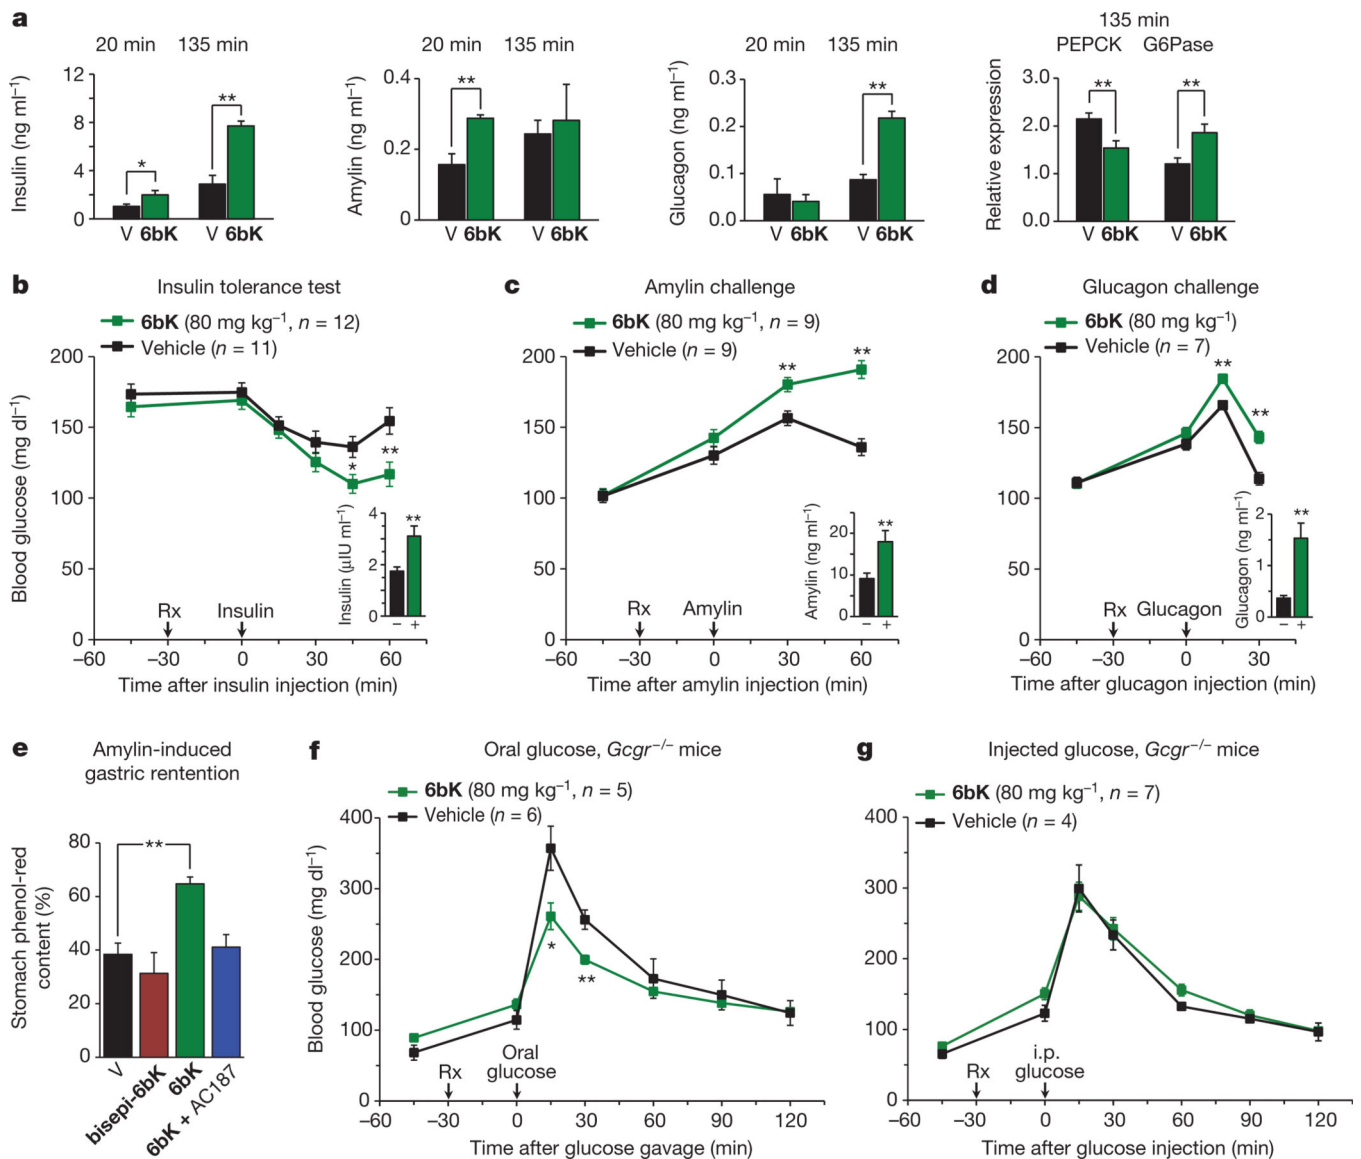 a
20 min 135 min
Insulin (ng ml⁻¹)
12
8
4
0
*
**
V 6bK V 6bK
20 min 135 min
Amylin (ng ml⁻¹)
0.4
0.2
0
**
V 6bK V 6bK
20 min 135 min
Glucagon (ng ml⁻¹)
0.3
0.2
0.1
0.0
**
V 6bK V 6bK
135 min
PEPCK G6Pase
Relative expression
2.0
1.0
0.0
**
**
V 6bK V 6bK
b
Insulin tolerance test
6bK (80 mg kg⁻¹, n = 12)
Vehicle (n = 11)
Blood glucose (mg dl⁻¹)
200
150
100
50
0
*
**
Rx
Insulin
–60 –30 0 30 60
Time after insulin injection (min)
Insulin (µIU ml⁻¹)
4
2
0
**
– +
c
Amylin challenge
6bK (80 mg kg⁻¹, n = 9)
Vehicle (n = 9)
200
150
100
50
0
**
**
Rx
Amylin
–60 –30 0 30 60
Time after amylin injection (min)
Amylin (ng ml⁻¹)
20
10
0
**
– +
d
Glucagon challenge
6bK (80 mg kg⁻¹)
Vehicle (n = 7)
200
150
100
50
0
**
**
Rx
Glucagon
–60 –30 0 30
Time after glucagon injection (min)
Glucagon (ng ml⁻¹)
2
1
0
**
– +
e
Amylin-induced
gastric rentention
Stomach phenol-red
content (%)
80
60
40
20
0
**
V
bisepi-6bK
6bK
6bK + AC187
f
Oral glucose, Gcgr⁻/⁻ mice
6bK (80 mg kg⁻¹, n = 5)
Vehicle (n = 6)
Blood glucose (mg dl⁻¹)
400
300
200
100
0
*
**
Rx
Oral
glucose
–60 –30 0 30 60 90 120
Time after glucose gavage (min)
g
Injected glucose, Gcgr⁻/⁻ mice
6bK (80 mg kg⁻¹, n = 7)
Vehicle (n = 4)
400
300
200
100
0
Rx
i.p.
glucose
–60 –30 0 30 60 90 120
Time after glucose injection (min)